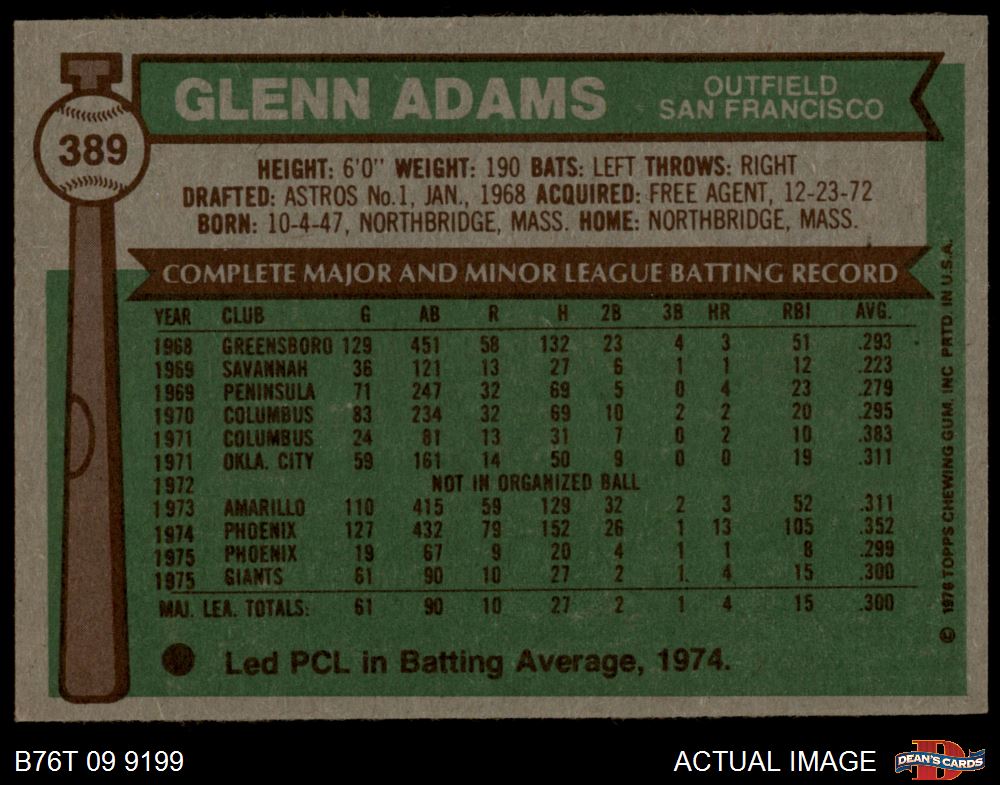 GLENN ADAMS
OUTFIELD
SAN FRANCISCO
389
HEIGHT: 6'0" WEIGHT: 190 BATS: LEFT THROWS: RIGHT
DRAFTED: ASTROS No.1, JAN., 1968 ACQUIRED: FREE AGENT, 12-23-72
BORN: 10-4-47, NORTHBRIDGE, MASS. HOME: NORTHBRIDGE, MASS.
COMPLETE MAJOR AND MINOR LEAGUE BATTING RECORD
YEAR CLUB G AB R H 2B 3B HR RBI AVG.
1968 GREENSBORO 129 451 58 132 23 4 3 51 .293
1969 SAVANNAH 36 121 13 27 6 1 1 12 .223
1969 PENINSULA 71 247 32 69 5 0 4 23 .279
1970 COLUMBUS 83 234 32 69 10 2 2 20 .295
1971 COLUMBUS 24 81 13 31 7 0 2 10 .383
1971 OKLA. CITY 59 161 14 50 9 0 0 19 .311
1972 NOT IN ORGANIZED BALL
1973 AMARILLO 110 415 59 129 32 2 3 52 .311
1974 PHOENIX 127 432 79 152 26 1 13 105 .352
1975 PHOENIX 19 67 9 20 4 1 1 8 .299
1975 GIANTS 61 90 10 27 2 1 4 15 .300
MAJ. LEA. TOTALS: 61 90 10 27 2 1 4 15 .300
Led PCL in Batting Average, 1974.
© 1976 TOPPS CHEWING GUM, INC PRTD. IN U.S.A.
B76T 09 9199
ACTUAL IMAGE
D
DEAN'S CARDS